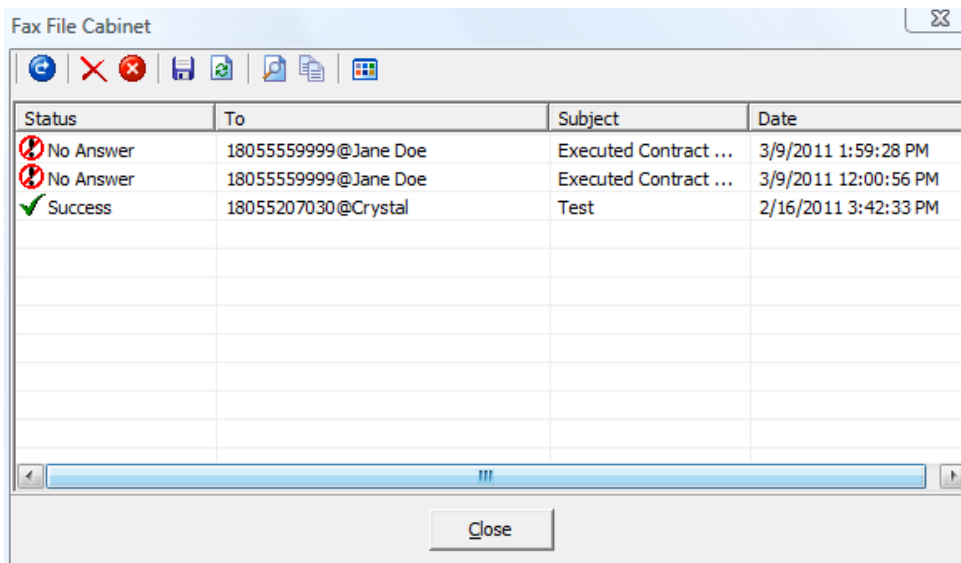 Fax File Cabinet
Status To Subject Date
No Answer 18055559999@Jane Doe Executed Contract ... 3/9/2011 1:59:28 PM
No Answer 18055559999@Jane Doe Executed Contract ... 3/9/2011 12:00:56 PM
Success 18055207030@Crystal Test 2/16/2011 3:42:33 PM
Close